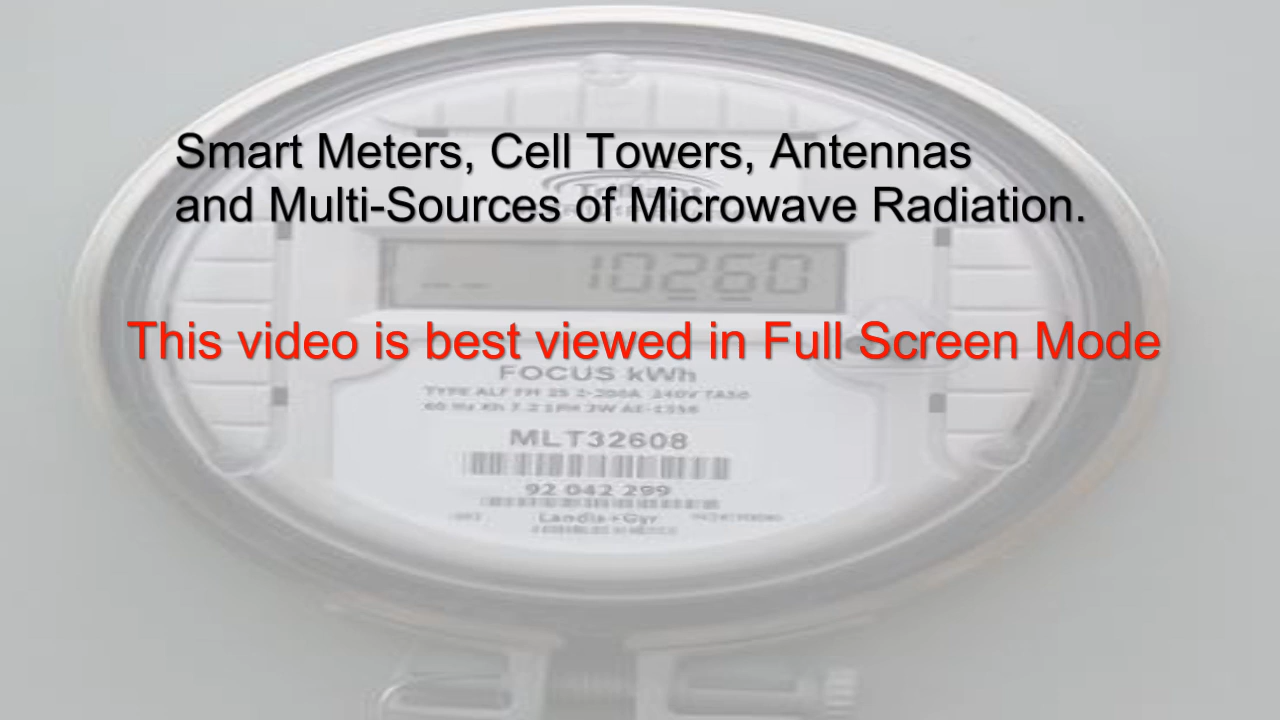 Smart Meters, Cell Towers, Antennas
and Multi-Sources of Microwave Radiation.
10260
This video is best viewed in Full Screen Mode
FOCUS kWh
MLT32608
92 042 299
Landis+Gyr